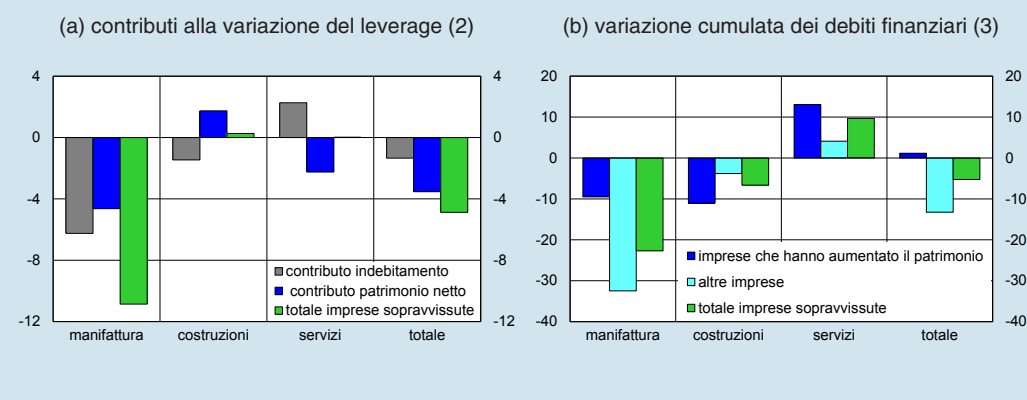 (a) contributi alla variazione del leverage (2)
4
0
-4
-8
-12
4
0
-4
-8
-12
contributo indebitamento
contributo patrimonio netto
totale imprese sopravvissute
manifattura costruzioni servizi totale
(b) variazione cumulata dei debiti finanziari (3)
20
10
0
-10
-20
-30
-40
20
10
0
-10
-20
-30
-40
imprese che hanno aumentato il patrimonio
altre imprese
totale imprese sopravvissute
manifattura costruzioni servizi totale